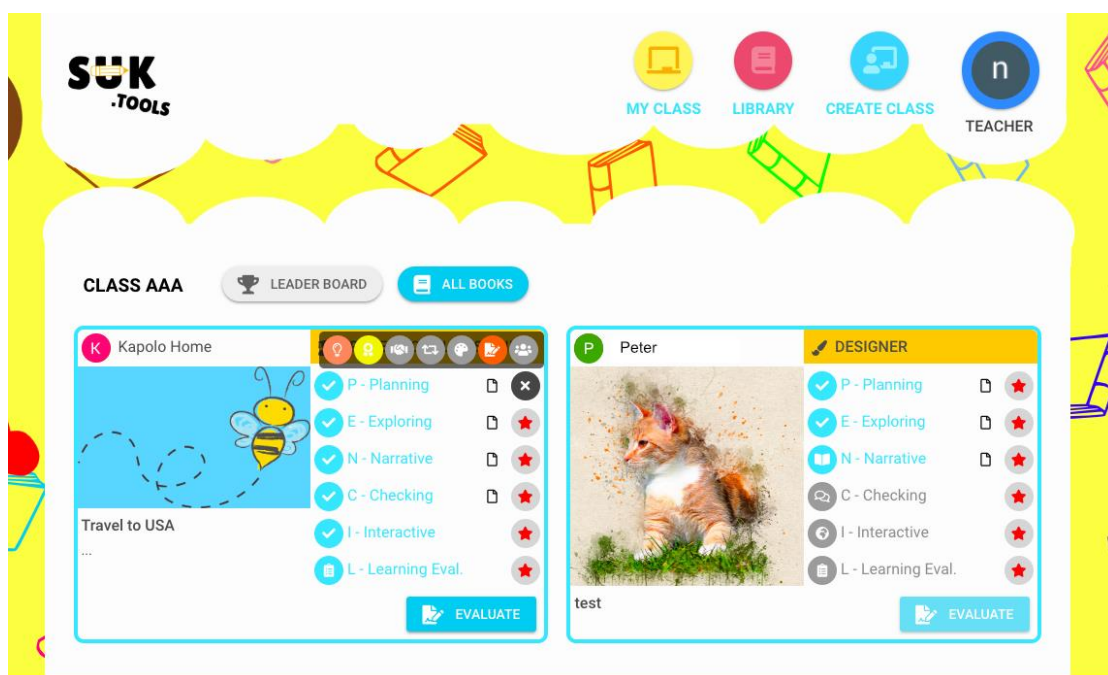 SUK
.TOOLS
MY CLASS
LIBRARY
CREATE CLASS
n
TEACHER
CLASS AAA
LEADER BOARD
ALL BOOKS
K
Kapolo Home
P - Planning
E - Exploring
N - Narrative
C - Checking
I - Interactive
L - Learning Eval.
Travel to USA
...
EVALUATE
P
Peter
DESIGNER
P - Planning
E - Exploring
N - Narrative
C - Checking
I - Interactive
L - Learning Eval.
test
EVALUATE